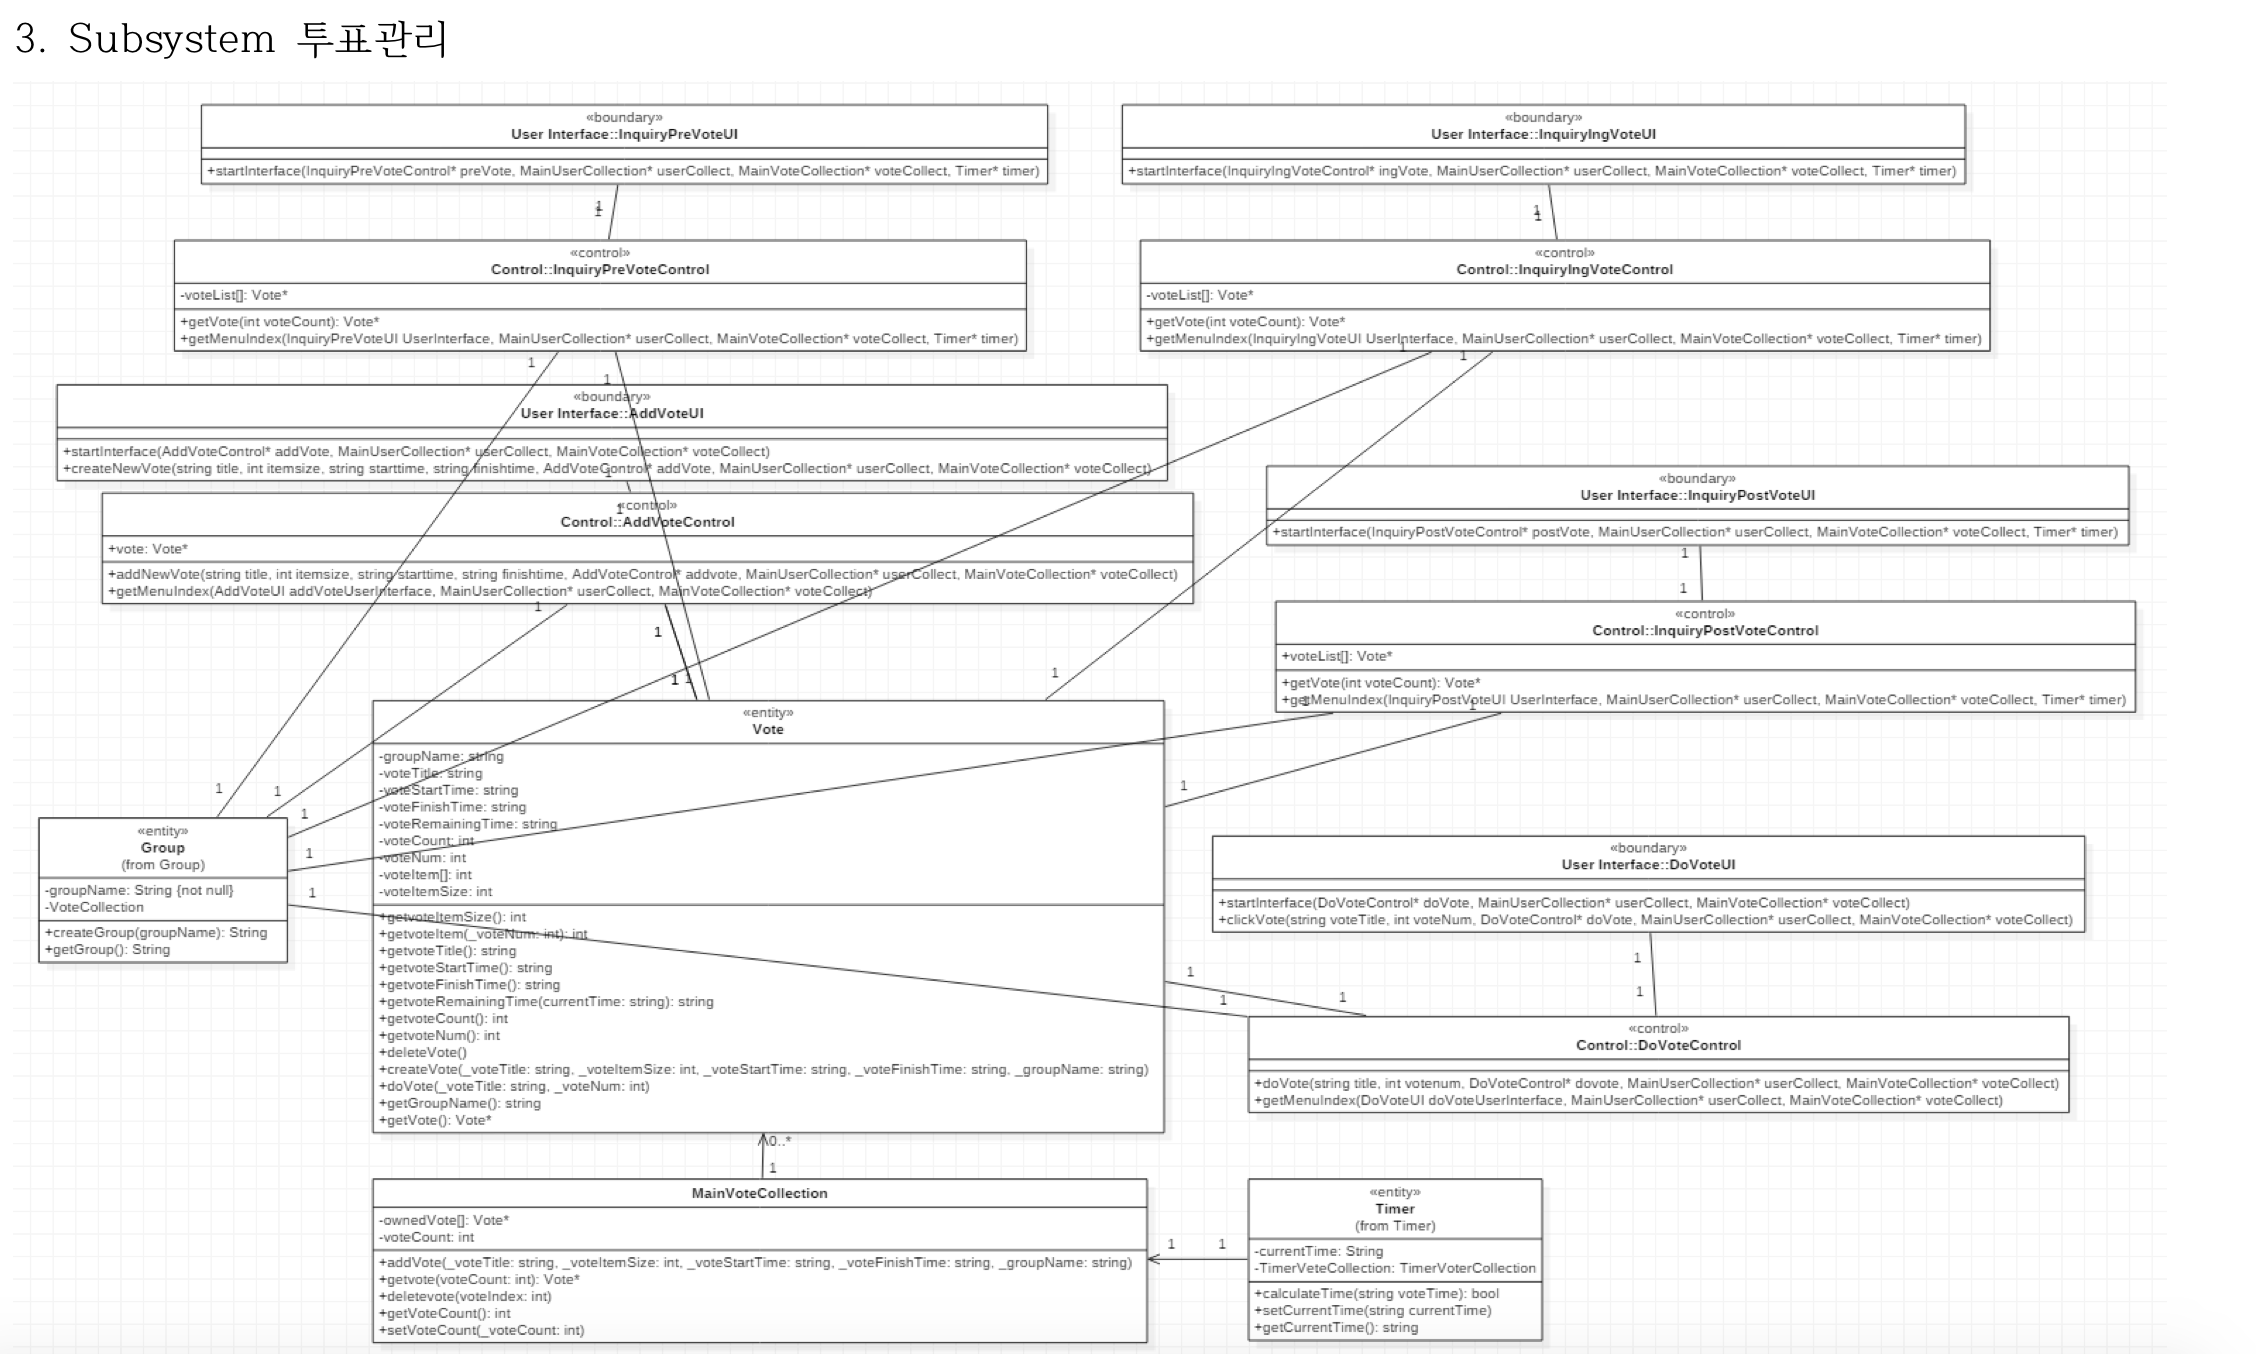 3. Subsystem 투표관리
«boundary»
User Interface::InquiryPreVoteUI
+startInterface(InquiryPreVoteControl* preVote, MainUserCollection* userCollect, MainVoteCollection* voteCollect, Timer* timer)
«boundary»
User Interface::InquiryIngVoteUI
+startInterface(InquiryIngVoteControl* ingVote, MainUserCollection* userCollect, MainVoteCollection* voteCollect, Timer* timer)
1
1
1
1
«control»
Control::InquiryPreVoteControl
-voteList[]: Vote*
+getVote(int voteCount): Vote*
+getMenuIndex(InquiryPreVoteUI UserInterface, MainUserCollection* userCollect, MainVoteCollection* voteCollect, Timer* timer)
«control»
Control::InquiryIngVoteControl
-voteList[]: Vote*
+getVote(int voteCount): Vote*
+getMenuIndex(InquiryIngVoteUI UserInterface, MainUserCollection* userCollect, MainVoteCollection* voteCollect, Timer* timer)
1
1
1
1
«boundary»
User Interface::AddVoteUI
+startInterface(AddVoteControl* addVote, MainUserCollection* userCollect, MainVoteCollection* voteCollect)
+createNewVote(string title, int itemsize, string starttime, string finishtime, AddVoteControl* addVote, MainUserCollection* userCollect, MainVoteCollection* voteCollect)
1
1
«control»
Control::AddVoteControl
+vote: Vote*
+addNewVote(string title, int itemsize, string starttime, string finishtime, AddVoteControl* addvote, MainUserCollection* userCollect, MainVoteCollection* voteCollect)
+getMenuIndex(AddVoteUI addVoteUserInterface, MainUserCollection* userCollect, MainVoteCollection* voteCollect)
1
1
1
1
1
«boundary»
User Interface::InquiryPostVoteUI
+startInterface(InquiryPostVoteControl* postVote, MainUserCollection* userCollect, MainVoteCollection* voteCollect, Timer* timer)
1
1
«control»
Control::InquiryPostVoteControl
+voteList[]: Vote*
+getVote(int voteCount): Vote*
+getMenuIndex(InquiryPostVoteUI UserInterface, MainUserCollection* userCollect, MainVoteCollection* voteCollect, Timer* timer)
1
1
1
«entity»
Vote
-groupName: string
-voteTitle: string
-voteStartTime: string
-voteFinishTime: string
-voteRemainingTime: string
-voteCount: int
-voteNum: int
-voteItem[]: int
-voteItemSize: int
+getvoteItemSize(): int
+getvoteItem(_voteNum: int): int
+getvoteTitle(): string
+getvoteStartTime(): string
+getvoteFinishTime(): string
+getvoteRemainingTime(currentTime: string): string
+getvoteCount(): int
+getvoteNum(): int
+deleteVote()
+createVote(_voteTitle: string, _voteItemSize: int, _voteStartTime: string, _voteFinishTime: string, _groupName: string)
+doVote(_voteTitle: string, _voteNum: int)
+getGroupName(): string
+getVote(): Vote*
1
1
1
1
1
«entity»
Group
(from Group)
-groupName: String {not null}
-VoteCollection
+createGroup(groupName): String
+getGroup(): String
«boundary»
User Interface::DoVoteUI
+startInterface(DoVoteControl* doVote, MainUserCollection* userCollect, MainVoteCollection* voteCollect)
+clickVote(string voteTitle, int voteNum, DoVoteControl* doVote, MainUserCollection* userCollect, MainVoteCollection* voteCollect)
1
1
1
1
1
«control»
Control::DoVoteControl
+doVote(string title, int votenum, DoVoteControl* dovote, MainUserCollection* userCollect, MainVoteCollection* voteCollect)
+getMenuIndex(DoVoteUI doVoteUserInterface, MainUserCollection* userCollect, MainVoteCollection* voteCollect)
0..*
1
MainVoteCollection
-ownedVote[]: Vote*
-voteCount: int
+addVote(_voteTitle: string, _voteItemSize: int, _voteStartTime: string, _voteFinishTime: string, _groupName: string)
+getvote(voteCount: int): Vote*
+deletevote(voteIndex: int)
+getVoteCount(): int
+setVoteCount(_voteCount: int)
1
1
«entity»
Timer
(from Timer)
-currentTime: String
-TimerVeteCollection: TimerVoterCollection
+calculateTime(string voteTime): bool
+setCurrentTime(string currentTime)
+getCurrentTime(): string